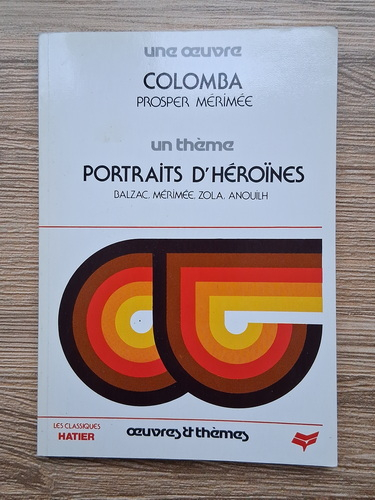 une œuvre
COLOMBA
PROSPER MÉRIMÉE
un thème
PORTRAITS D'HÉROÏNES
BALZAC, MÉRIMÉE, ZOLA, ANOUILH
LES CLASSIQUES
HATIER
œuvres & thèmes